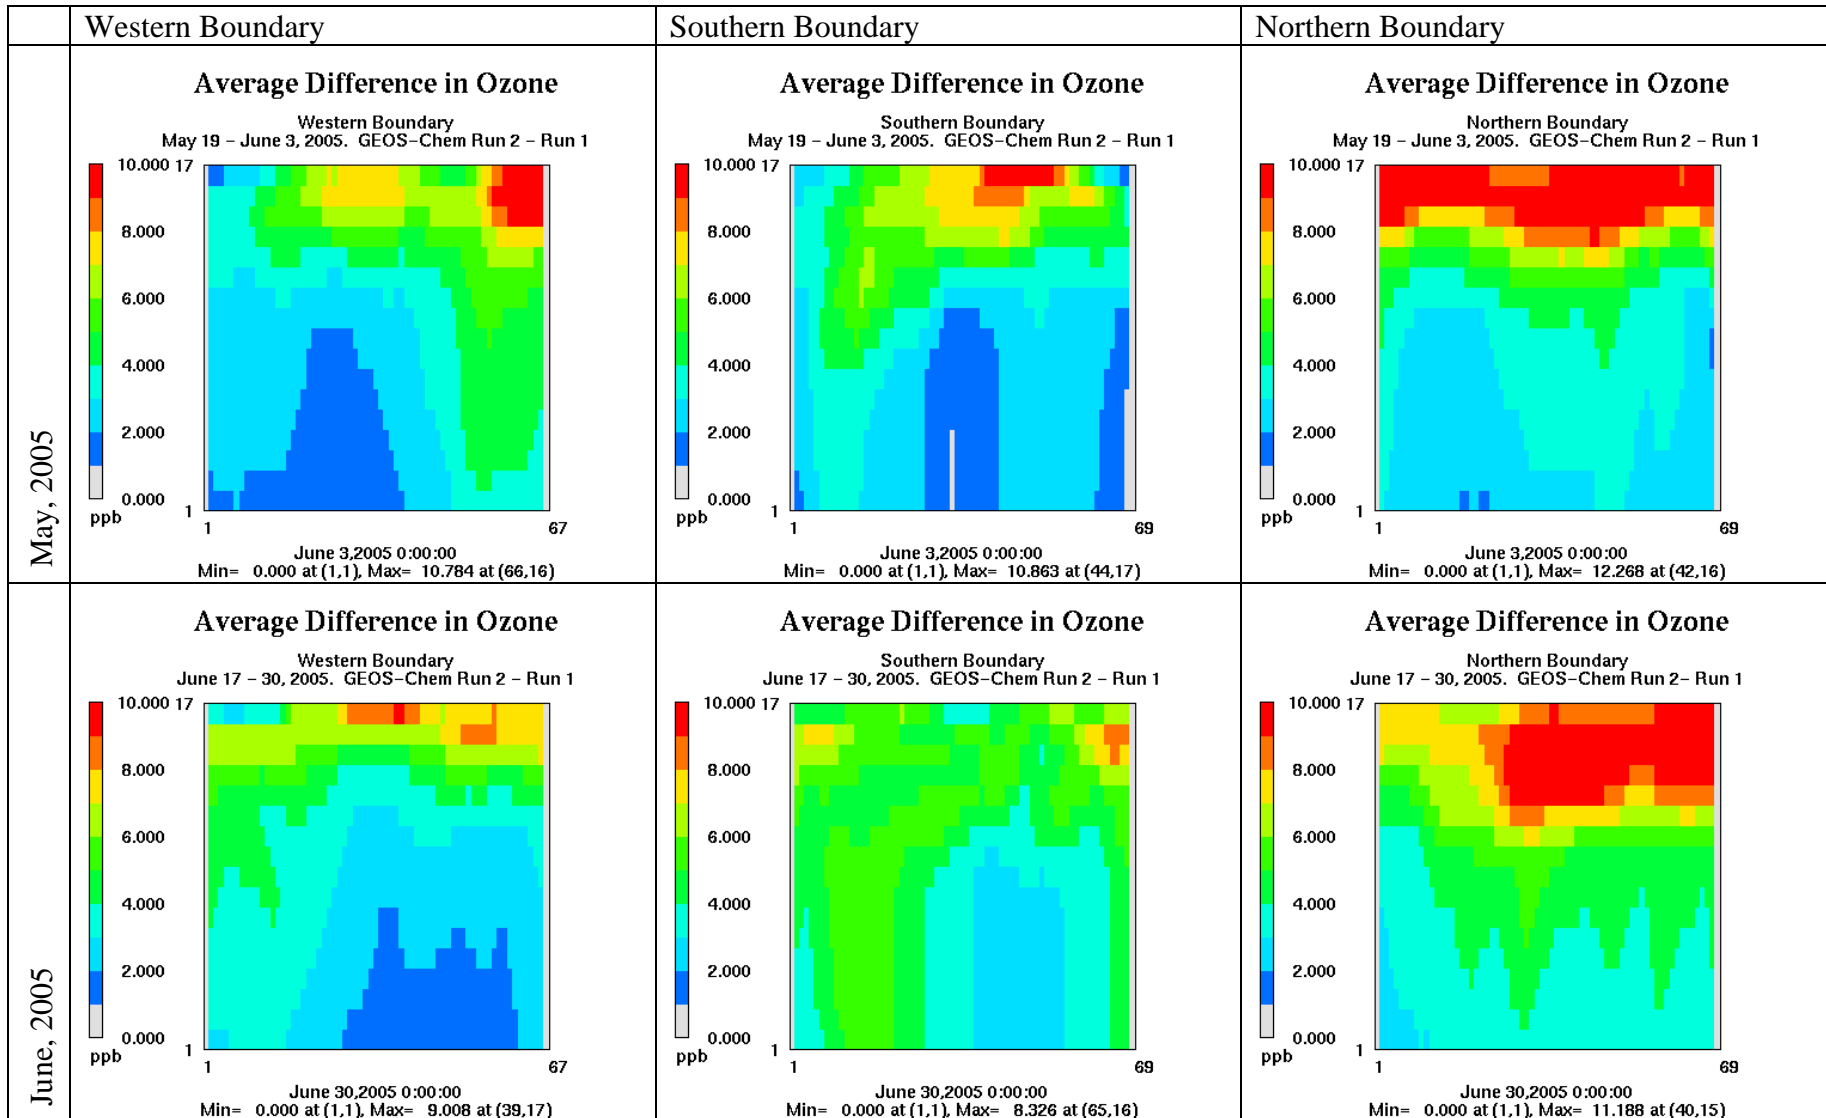 Western Boundary
Southern Boundary
Northern Boundary
May, 2005
Average Difference in Ozone
Western Boundary
May 19 – June 3, 2005. GEOS–Chem Run 2 – Run 1
10.000
8.000
6.000
4.000
2.000
0.000
ppb
17
1
1
67
June 3,2005 0:00:00
Min= 0.000 at (1,1), Max= 10.784 at (66,16)
Average Difference in Ozone
Southern Boundary
May 19 – June 3, 2005. GEOS–Chem Run 2 – Run 1
10.000
8.000
6.000
4.000
2.000
0.000
ppb
17
1
1
69
June 3,2005 0:00:00
Min= 0.000 at (1,1), Max= 10.863 at (44,17)
Average Difference in Ozone
Northern Boundary
May 19 – June 3, 2005. GEOS–Chem Run 2 – Run 1
10.000
8.000
6.000
4.000
2.000
0.000
ppb
17
1
1
69
June 3,2005 0:00:00
Min= 0.000 at (1,1), Max= 12.268 at (42,16)
June, 2005
Average Difference in Ozone
Western Boundary
June 17 – 30, 2005. GEOS–Chem Run 2 – Run 1
10.000
8.000
6.000
4.000
2.000
0.000
ppb
17
1
1
67
June 30,2005 0:00:00
Min= 0.000 at (1,1), Max= 9.008 at (39,17)
Average Difference in Ozone
Southern Boundary
June 17 – 30, 2005. GEOS–Chem Run 2 – Run 1
10.000
8.000
6.000
4.000
2.000
0.000
ppb
17
1
1
69
June 30,2005 0:00:00
Min= 0.000 at (1,1), Max= 8.326 at (65,16)
Average Difference in Ozone
Northern Boundary
June 17 – 30, 2005. GEOS–Chem Run 2– Run 1
10.000
8.000
6.000
4.000
2.000
0.000
ppb
17
1
1
69
June 30,2005 0:00:00
Min= 0.000 at (1,1), Max= 11.188 at (40,15)